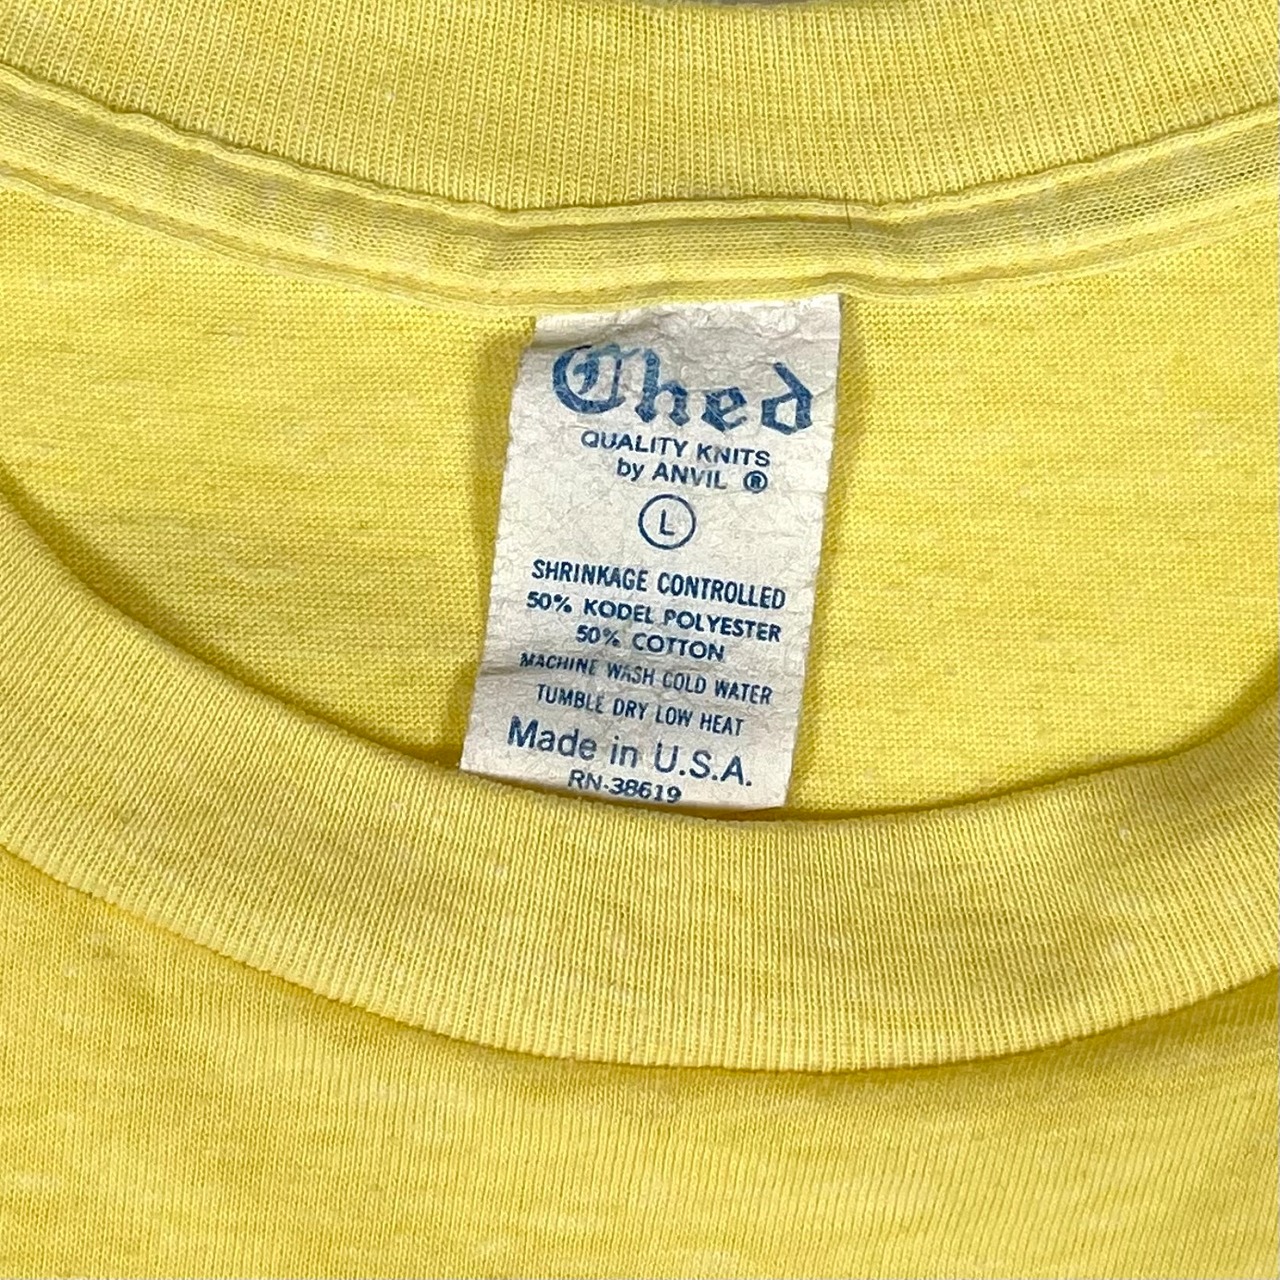 Ched
QUALITY KNITS
by ANVIL ®
L
SHRINKAGE CONTROLLED
50% KODEL POLYESTER
50% COTTON
MACHINE WASH COLD WATER
TUMBLE DRY LOW HEAT
Made in U.S.A.
RN-38619